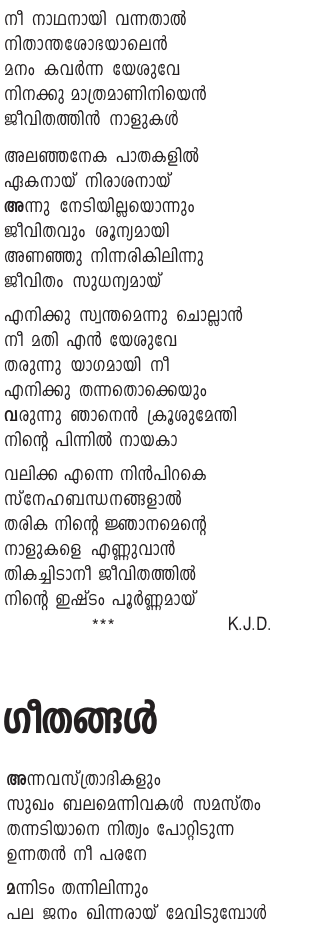 നീ നാഥനായി വന്നതാൽ
നിതാന്തശോഭയാലെൻ
മനം കവർന്ന യേശുവേ
നിനക്കു മാത്രമാണിനിയെൻ
ജീവിതത്തിൻ നാളുകൾ
അലഞ്ഞനേക പാതകളിൽ
ഏകനായ് നിരാശനായ്
അന്നു നേടിയില്ലയൊന്നും
ജീവിതവും ശൂന്യമായി
അണഞ്ഞു നിന്നരികിലിന്നു
ജീവിതം സുധന്യമായ്
എനിക്കു സ്വന്തമെന്നു ചൊല്ലാൻ
നീ മതി എൻ യേശുവേ
തരുന്നു യാഗമായി നീ
എനിക്കു തന്നതൊക്കെയും
വരുന്നു ഞാനെൻ ക്രൂശുമേന്തി
നിന്റെ പിന്നിൽ നായകാ
വലിക്ക എന്നെ നിൻപിറകെ
സ്നേഹബന്ധനങ്ങളാൽ
തരിക നിന്റെ ജ്ഞാനമെന്റെ
നാളുകളെ എണ്ണുവാൻ
തികച്ചിടാനീ ജീവിതത്തിൽ
നിന്റെ ഇഷ്ടം പൂർണ്ണമായ്
*** K.J.D.
ഗീതങ്ങൾ
അന്നവസ്ത്രാദികളും
സുഖം ബലമെന്നിവകൾ സമസ്തം
തന്നടിയാനെ നിത്യം പോറ്റിടുന്ന
ഉന്നതൻ നീ പരനേ
മന്നിടം തന്നിലിന്നും
പല ജനം ഖിന്നരായ് മേവിടുമ്പോൾ